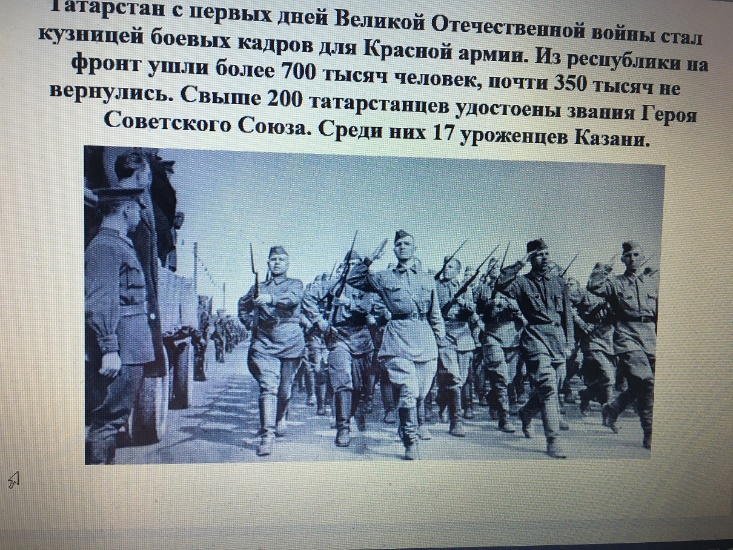 Татарстан с первых дней Великой Отечественной войны стал
кузницей боевых кадров для Красной армии. Из республики на
фронт ушли более 700 тысяч человек, почти 350 тысяч не
вернулись. Свыше 200 татарстанцев удостоены звания Героя
Советского Союза. Среди них 17 уроженцев Казани.